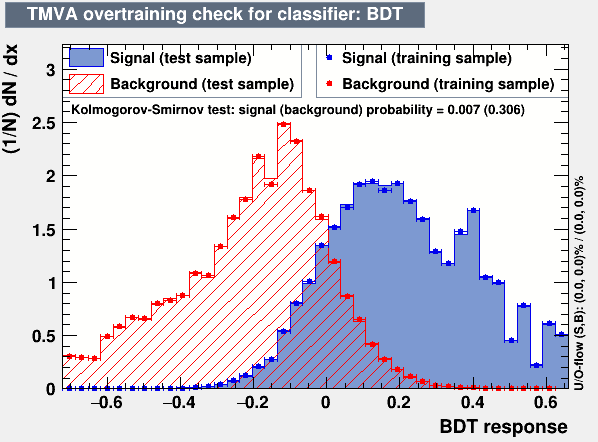 TMVA overtraining check for classifier: BDT
(1/N) dN / dx
Signal (test sample)
Background (test sample)
Signal (training sample)
Background (training sample)
Kolmogorov-Smirnov test: signal (background) probability = 0.007 (0.306)
3
2.5
2
1.5
1
0.5
0
−0.6 −0.4 −0.2 0 0.2 0.4 0.6
BDT response
U/O-flow (S,B): (0.0, 0.0)% / (0.0, 0.0)%